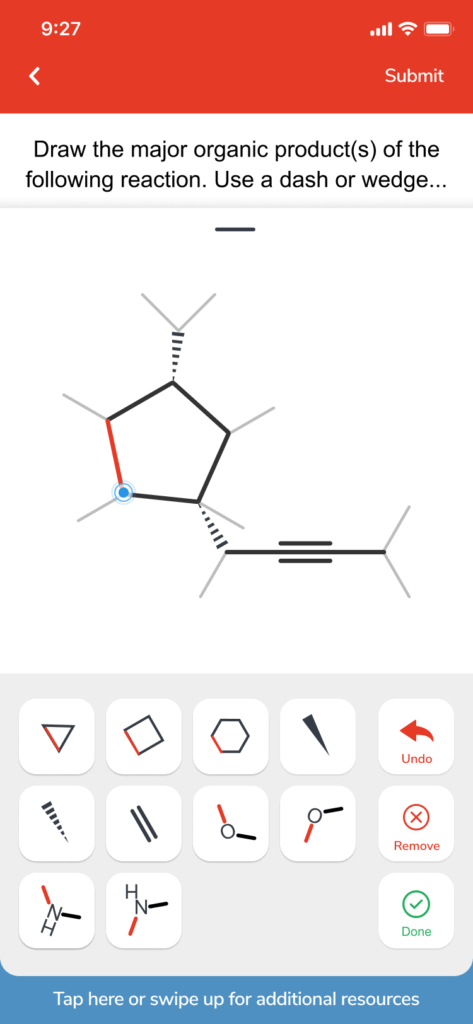 9:27
Submit
Draw the major organic product(s) of the
following reaction. Use a dash or wedge...
Undo
O
O
Remove
N
H
H
N
Done
Tap here or swipe up for additional resources